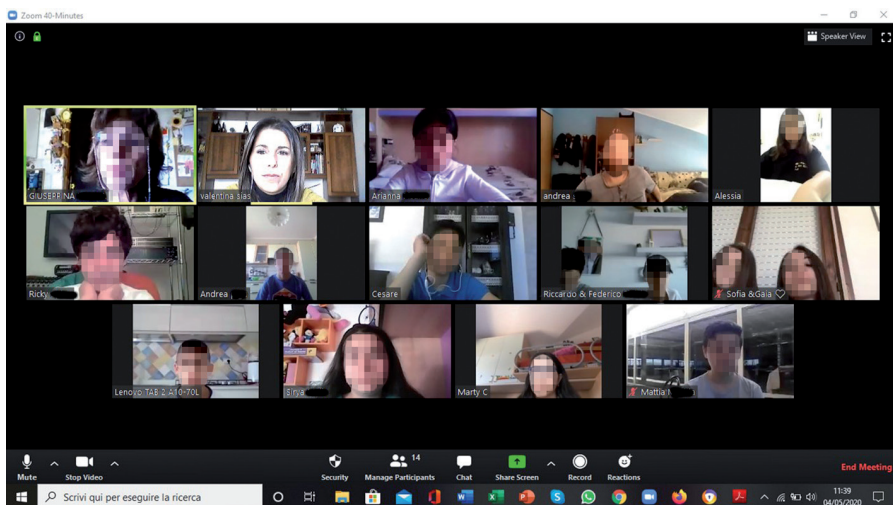 Zoom 40-Minutes
Speaker View
GIUSEPPINA
valentina sias
Arianna
andrea
Alessia
Ricky
Andrea
Cesare
Riccardo & Federico
Sofia &Gaia ♡
Lenovo TAB 2 A10-70L
Sirya
Marty C
Mattia
14
Mute
Stop Video
Security
Manage Participants
Chat
Share Screen
Record
Reactions
End Meeting
Scrivi qui per eseguire la ricerca
11:39
04/05/2020